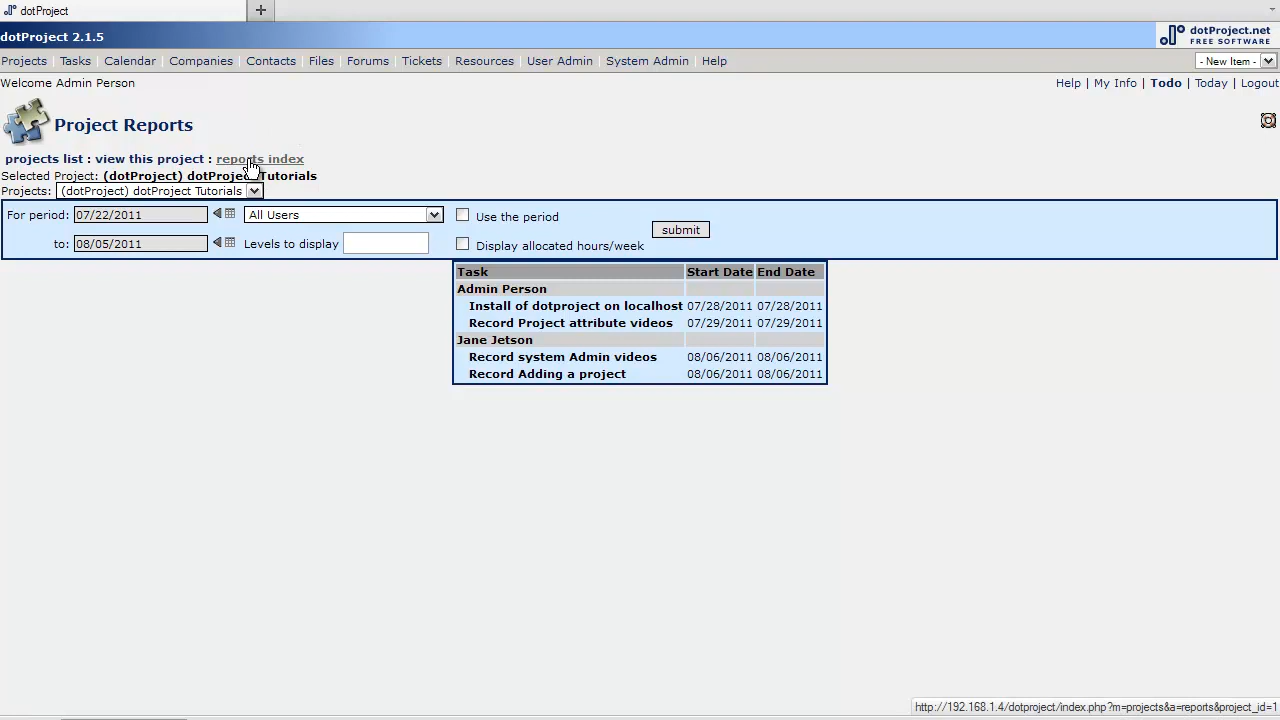 dotProject
dotProject 2.1.5
dotProject.net
FREE SOFTWARE
Projects Tasks Calendar Companies Contacts Files Forums Tickets Resources User Admin System Admin Help - New Item -
Welcome Admin Person Help | My Info | Todo | Today | Logout
Project Reports
projects list : view this project : reports index
Selected Project: (dotProject) dotProject Tutorials
Projects: (dotProject) dotProject Tutorials
For period: 07/22/2011 All Users Use the period submit
to: 08/05/2011 Levels to display Display allocated hours/week
Task Start Date End Date
Admin Person
Install of dotproject on localhost 07/28/2011 07/28/2011
Record Project attribute videos 07/29/2011 07/29/2011
Jane Jetson
Record system Admin videos 08/06/2011 08/06/2011
Record Adding a project 08/06/2011 08/06/2011
http://192.168.1.4/dotproject/index.php?m=projects&a=reports&project_id=1